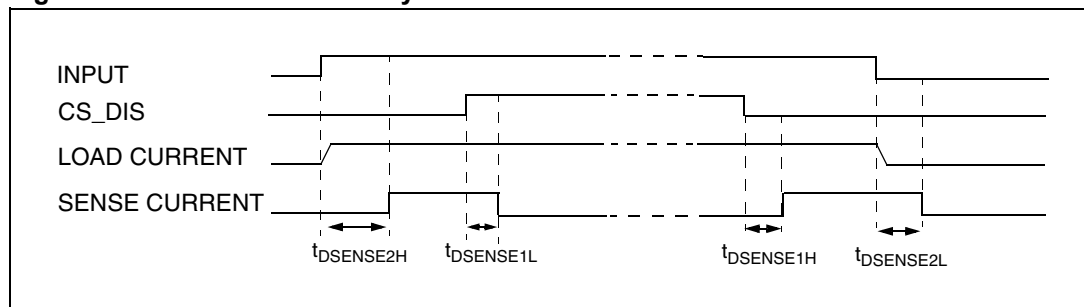 INPUT
CS_DIS
LOAD CURRENT
SENSE CURRENT
tDSENSE2H
tDSENSE1L
tDSENSE1H
tDSENSE2L